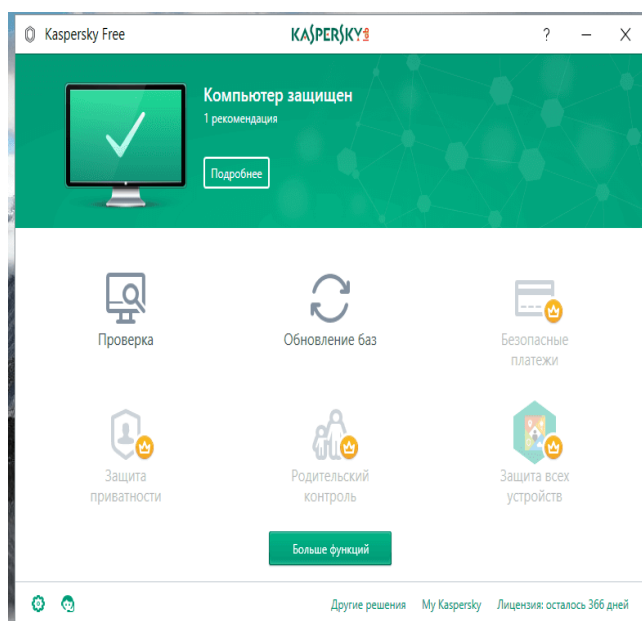 Kaspersky Free
KASPERSKY
?
Компьютер защищен
1 рекомендация
Подробнее
Проверка
Обновление баз
Безопасные
платежи
Защита
приватности
Родительский
контроль
Защита всех
устройств
Больше функций
Другие решения My Kaspersky Лицензия: осталось 366 дней